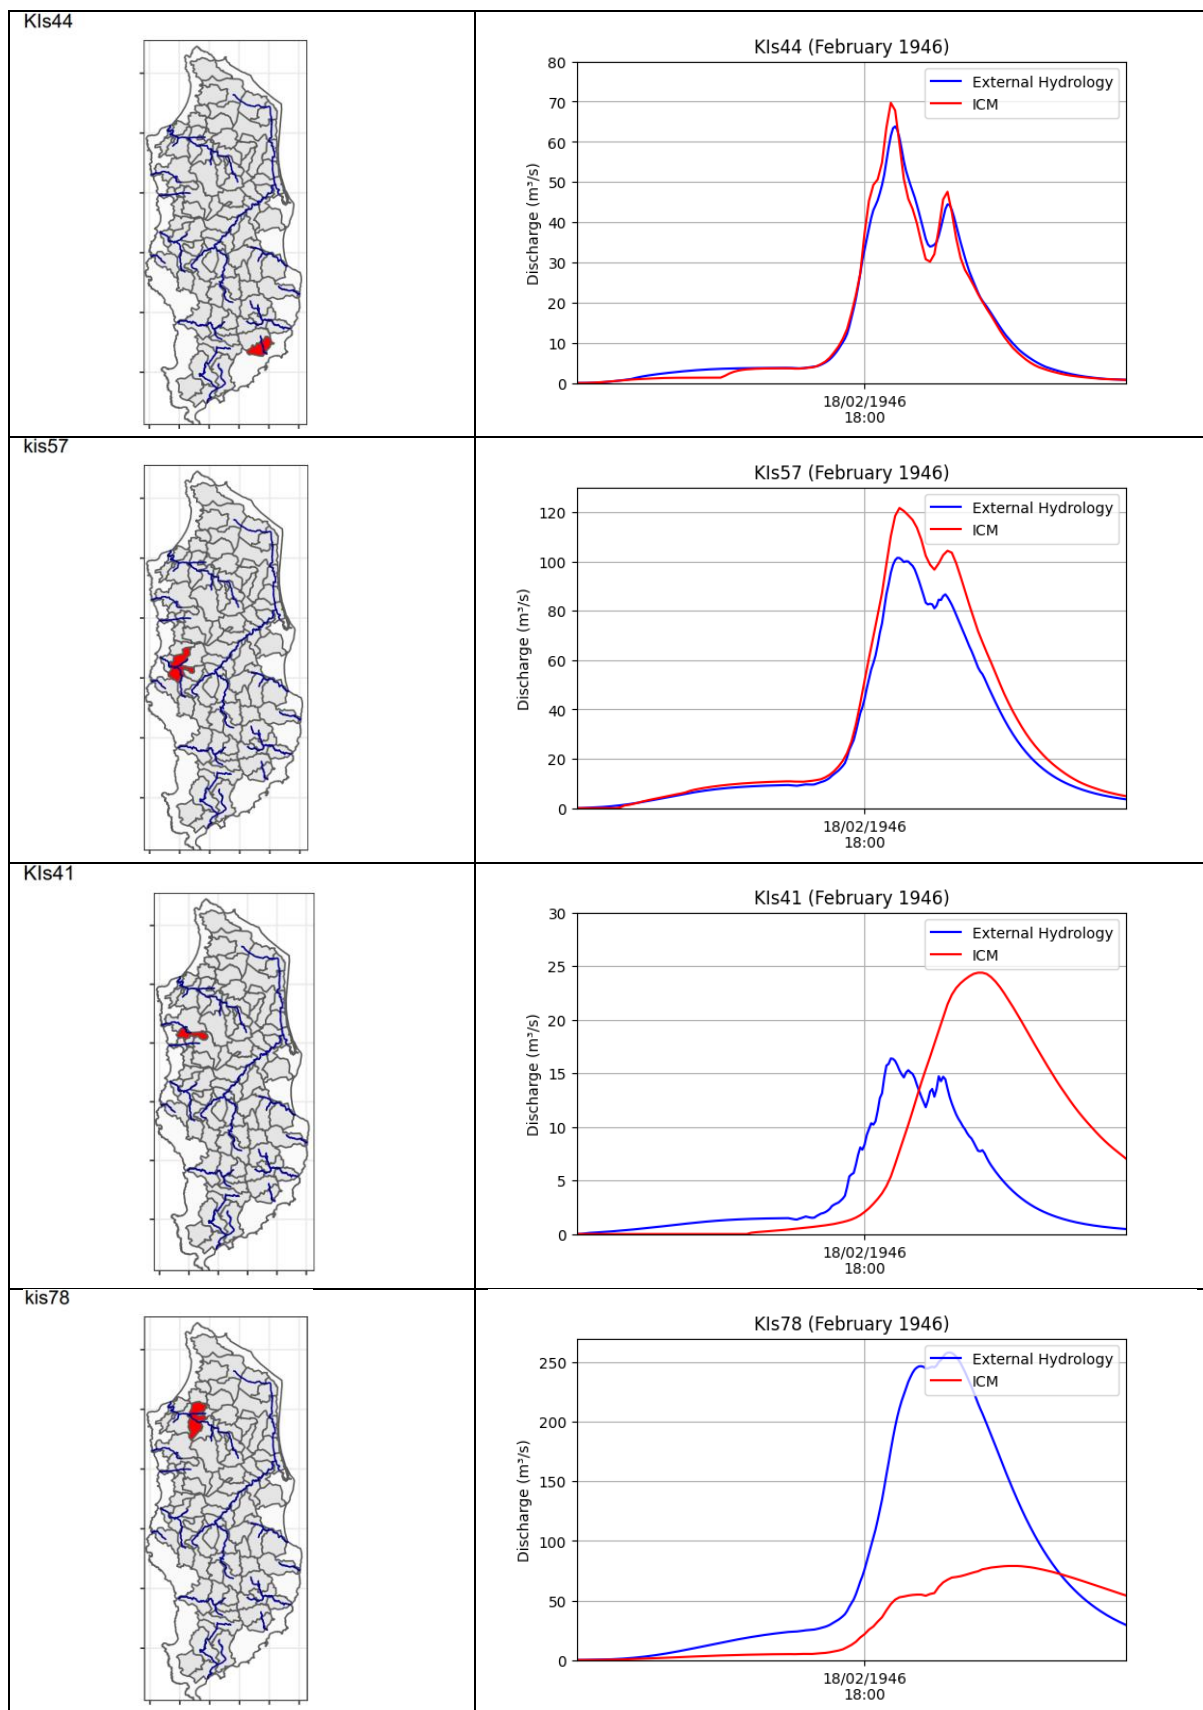 KIs44
KIs44 (February 1946)
80
70
60
50
40
30
20
10
0
Discharge (m³/s)
External Hydrology
ICM
18/02/1946
18:00
kis57
KIs57 (February 1946)
120
100
80
60
40
20
0
Discharge (m³/s)
External Hydrology
ICM
18/02/1946
18:00
KIs41
KIs41 (February 1946)
30
25
20
15
10
5
0
Discharge (m³/s)
External Hydrology
ICM
18/02/1946
18:00
kis78
KIs78 (February 1946)
250
200
150
100
50
0
Discharge (m³/s)
External Hydrology
ICM
18/02/1946
18:00